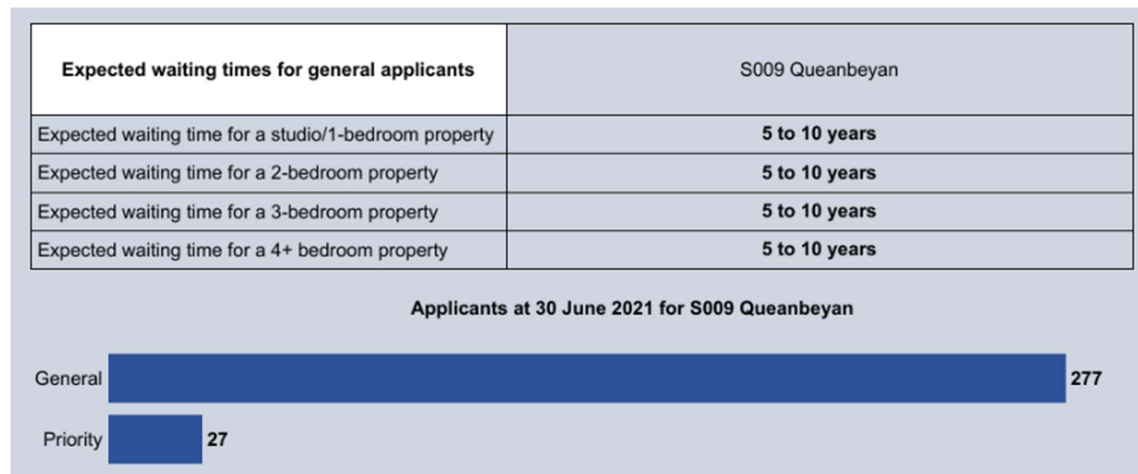 Expected waiting times for general applicants S009 Queanbeyan
Expected waiting time for a studio/1-bedroom property 5 to 10 years
Expected waiting time for a 2-bedroom property 5 to 10 years
Expected waiting time for a 3-bedroom property 5 to 10 years
Expected waiting time for a 4+ bedroom property 5 to 10 years
Applicants at 30 June 2021 for S009 Queanbeyan
General 277
Priority 27